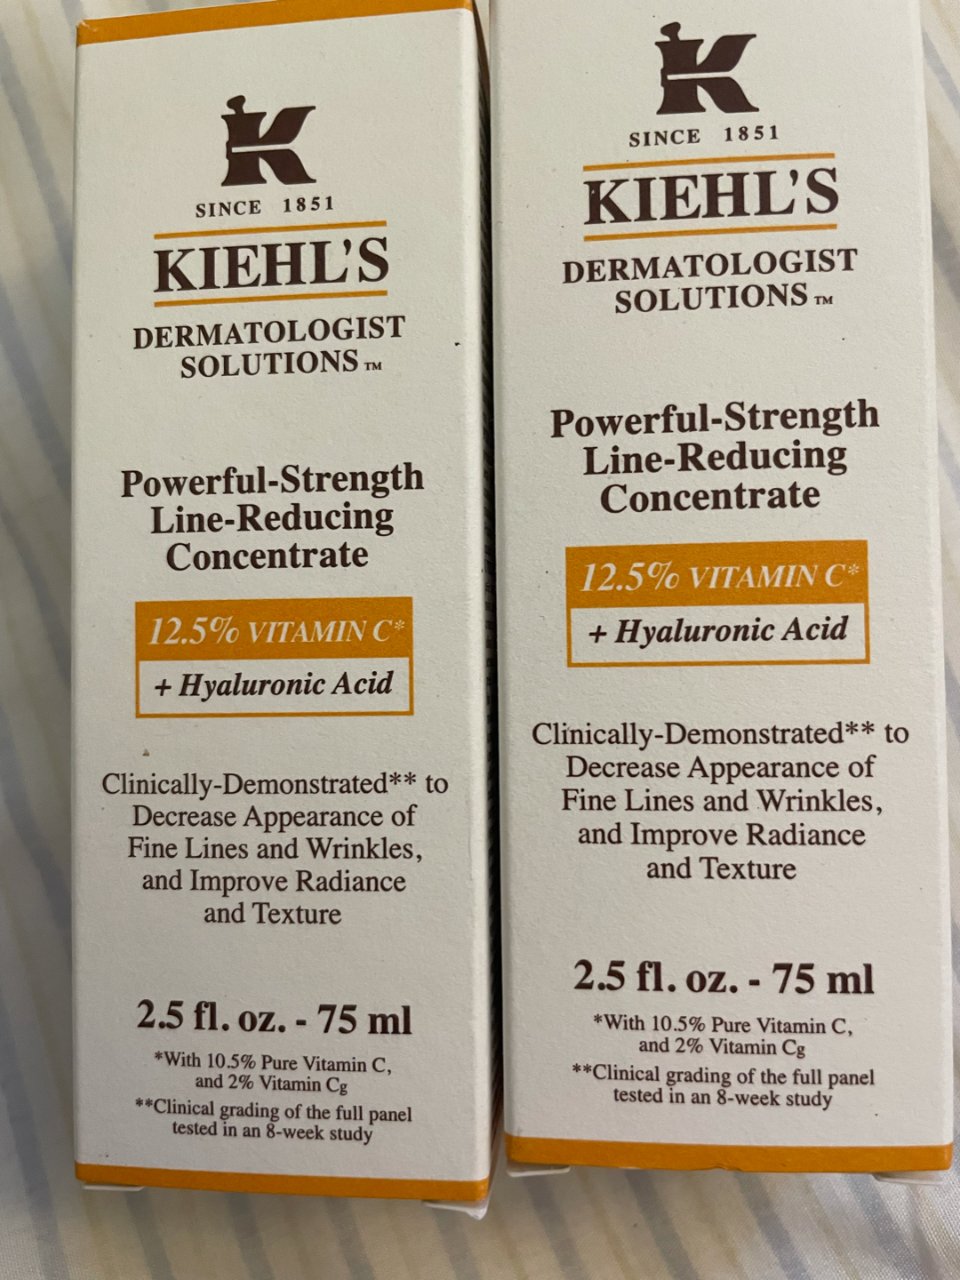 K
SINCE 1851
KIEHL'S
DERMATOLOGIST
SOLUTIONS™
Powerful-Strength
Line-Reducing
Concentrate
12.5% VITAMIN C*
+ Hyaluronic Acid
Clinically-Demonstrated** to
Decrease Appearance of
Fine Lines and Wrinkles,
and Improve Radiance
and Texture
2.5 fl. oz. - 75 ml
*With 10.5% Pure Vitamin C,
and 2% Vitamin Cg
**Clinical grading of the full panel
tested in an 8-week study
K
SINCE 1851
KIEHL'S
DERMATOLOGIST
SOLUTIONS™
Powerful-Strength
Line-Reducing
Concentrate
12.5% VITAMIN C*
+ Hyaluronic Acid
Clinically-Demonstrated** to
Decrease Appearance of
Fine Lines and Wrinkles,
and Improve Radiance
and Texture
2.5 fl. oz. - 75 ml
*With 10.5% Pure Vitamin C,
and 2% Vitamin Cg
**Clinical grading of the full panel
tested in an 8-week study